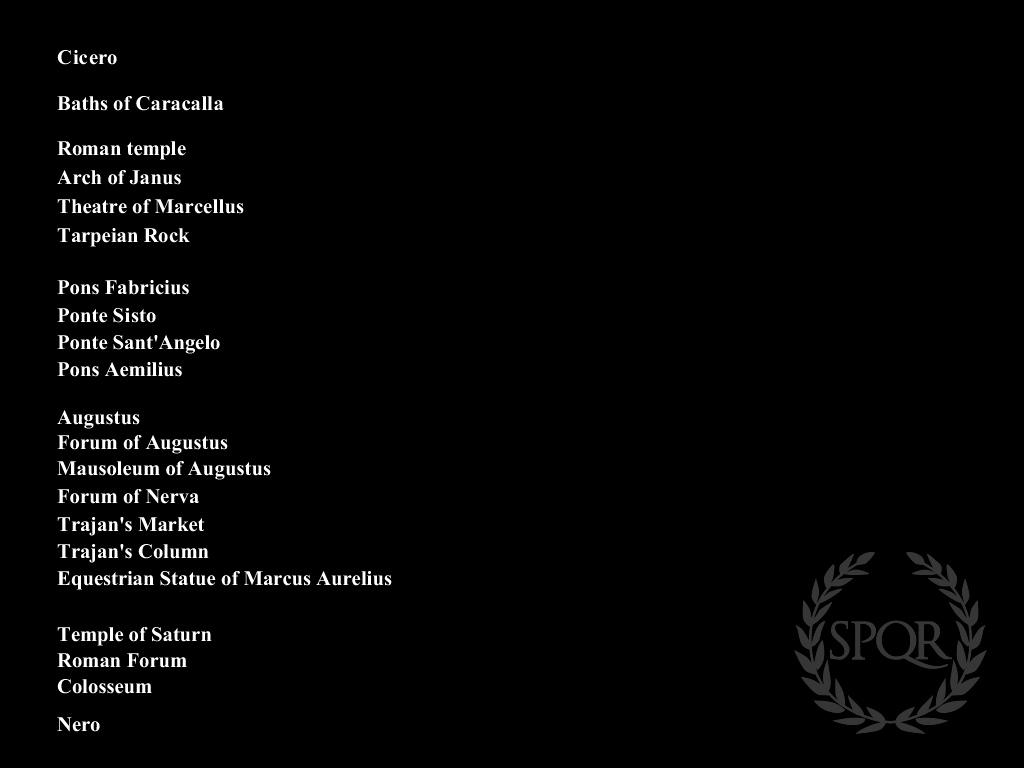 Cicero
Baths of Caracalla
Roman temple
Arch of Janus
Theatre of Marcellus
Tarpeian Rock
Pons Fabricius
Ponte Sisto
Ponte Sant'Angelo
Pons Aemilius
Augustus
Forum of Augustus
Mausoleum of Augustus
Forum of Nerva
Trajan's Market
Trajan's Column
Equestrian Statue of Marcus Aurelius
Temple of Saturn
Roman Forum
Colosseum
Nero
SPQR